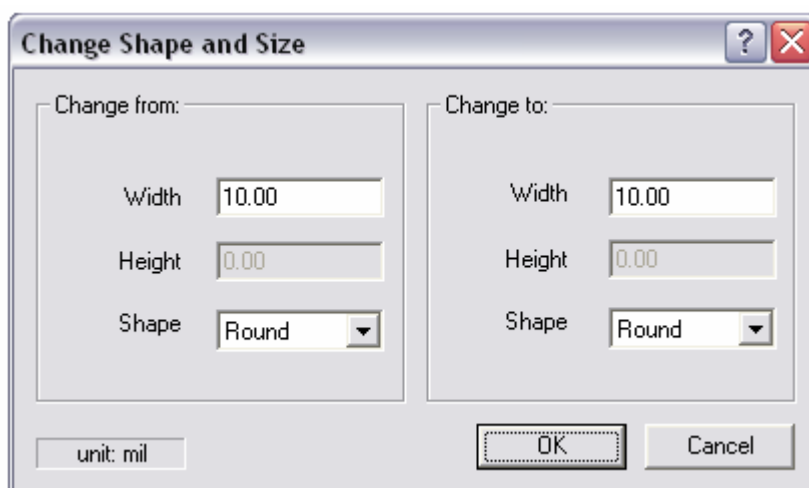 Change Shape and Size
?
Change from:
Width 10.00
Height 0.00
Shape Round
Change to:
Width 10.00
Height 0.00
Shape Round
unit: mil
OK
Cancel